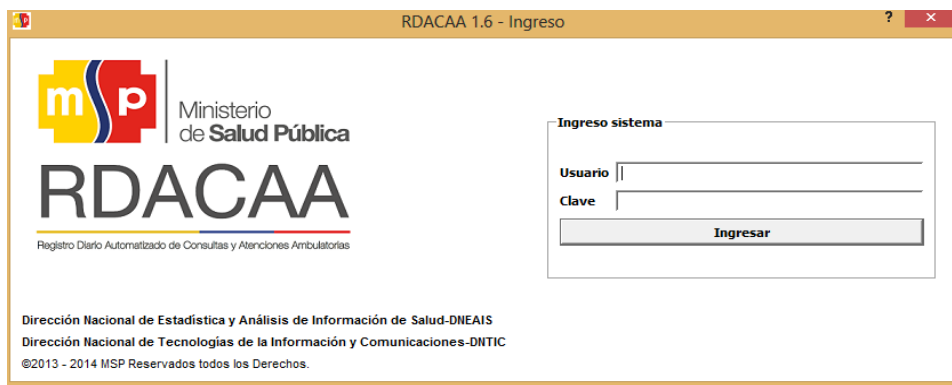 RDACAA 1.6 - Ingreso
?
×
msp
Ministerio
de Salud Pública
RDACAA
Registro Diario Automatizado de Consultas y Atenciones Ambulatorias
Ingreso sistema
Usuario
Clave
Ingresar
Dirección Nacional de Estadística y Análisis de Información de Salud-DNEAIS
Dirección Nacional de Tecnologías de la Información y Comunicaciones-DNTIC
©2013 - 2014 MSP Reservados todos los Derechos.